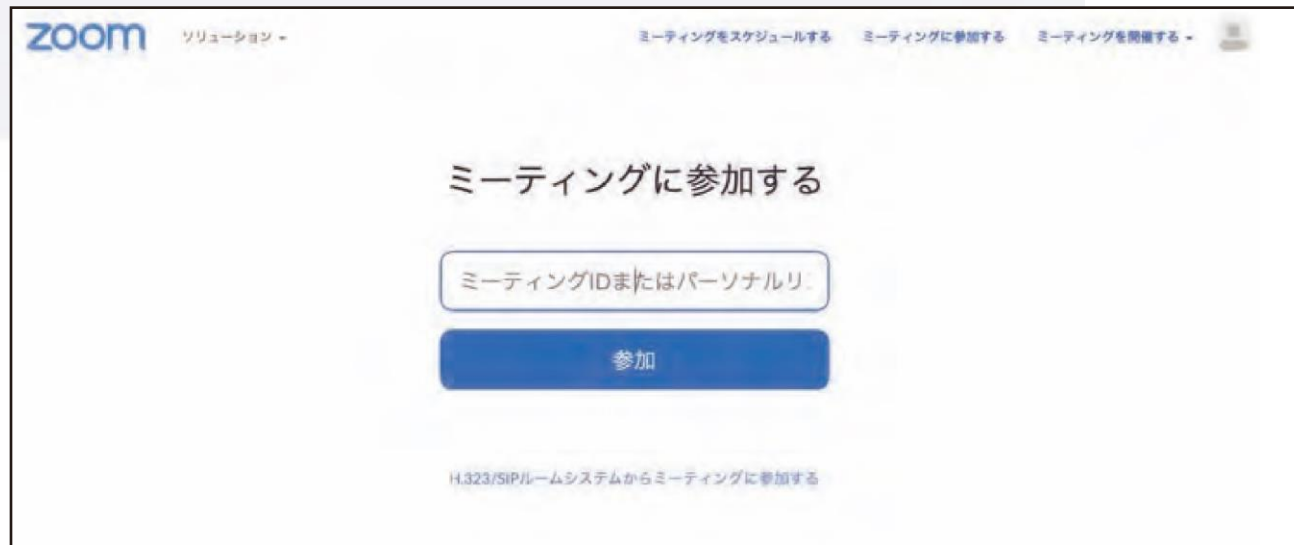 zoom ソリューション ミーティングをスケジュールする ミーティングに参加する ミーティングを開催する
ミーティングに参加する
ミーティングIDまたはパーソナルリ
参加
H.323/SIPルームシステムからミーティングに参加する